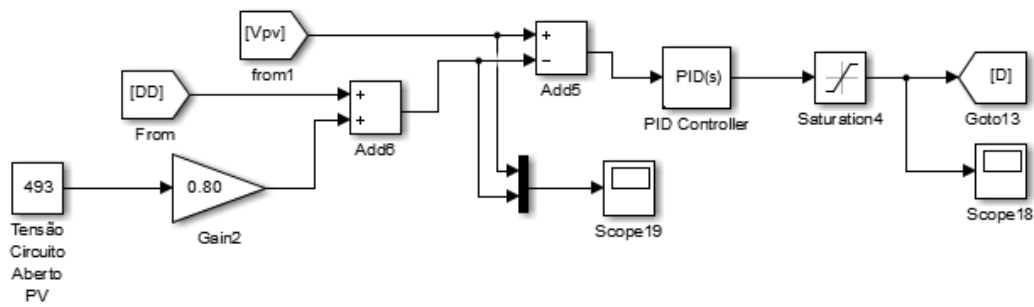 [Vpv]
from1
+
−
Add5
PID(s)
PID Controller
Saturation4
[D]
Goto13
[DD]
From
+
+
Add6
493
Tensão
Circuito
Aberto
PV
0.80
Gain2
Scope19
Scope18